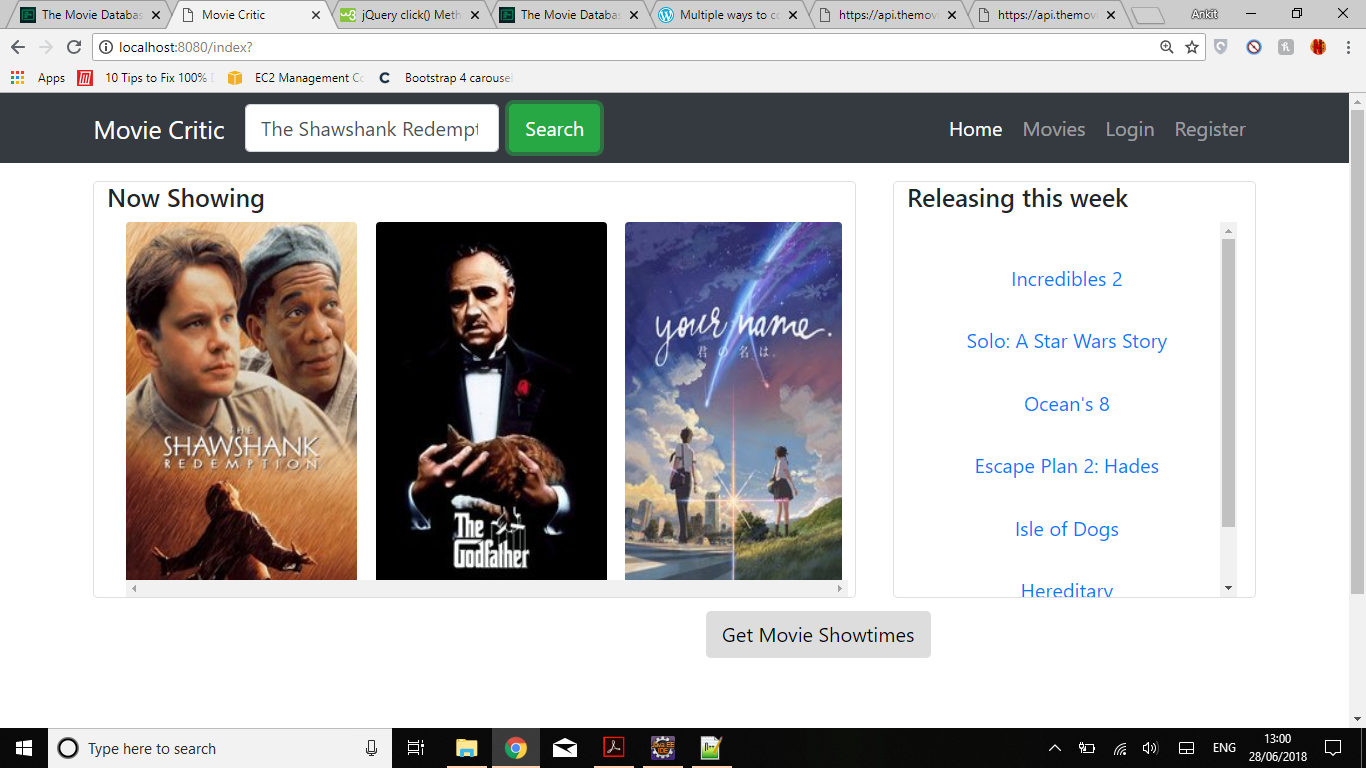 The Movie Databas
Movie Critic
jQuery click() Meth
The Movie Databas
Multiple ways to co
https://api.themov
https://api.themov
Ankit
localhost:8080/index?
Apps
10 Tips to Fix 100% D
EC2 Management Co
Bootstrap 4 carousel
Movie Critic
The Shawshank Redempt
Search
Home
Movies
Login
Register
Now Showing
THE
SHAWSHANK
REDEMPTION
The
Godfather
your name.
君の名は。
Releasing this week
Incredibles 2
Solo: A Star Wars Story
Ocean's 8
Escape Plan 2: Hades
Isle of Dogs
Hereditary
Get Movie Showtimes
Type here to search
ENG
13:00
28/06/2018